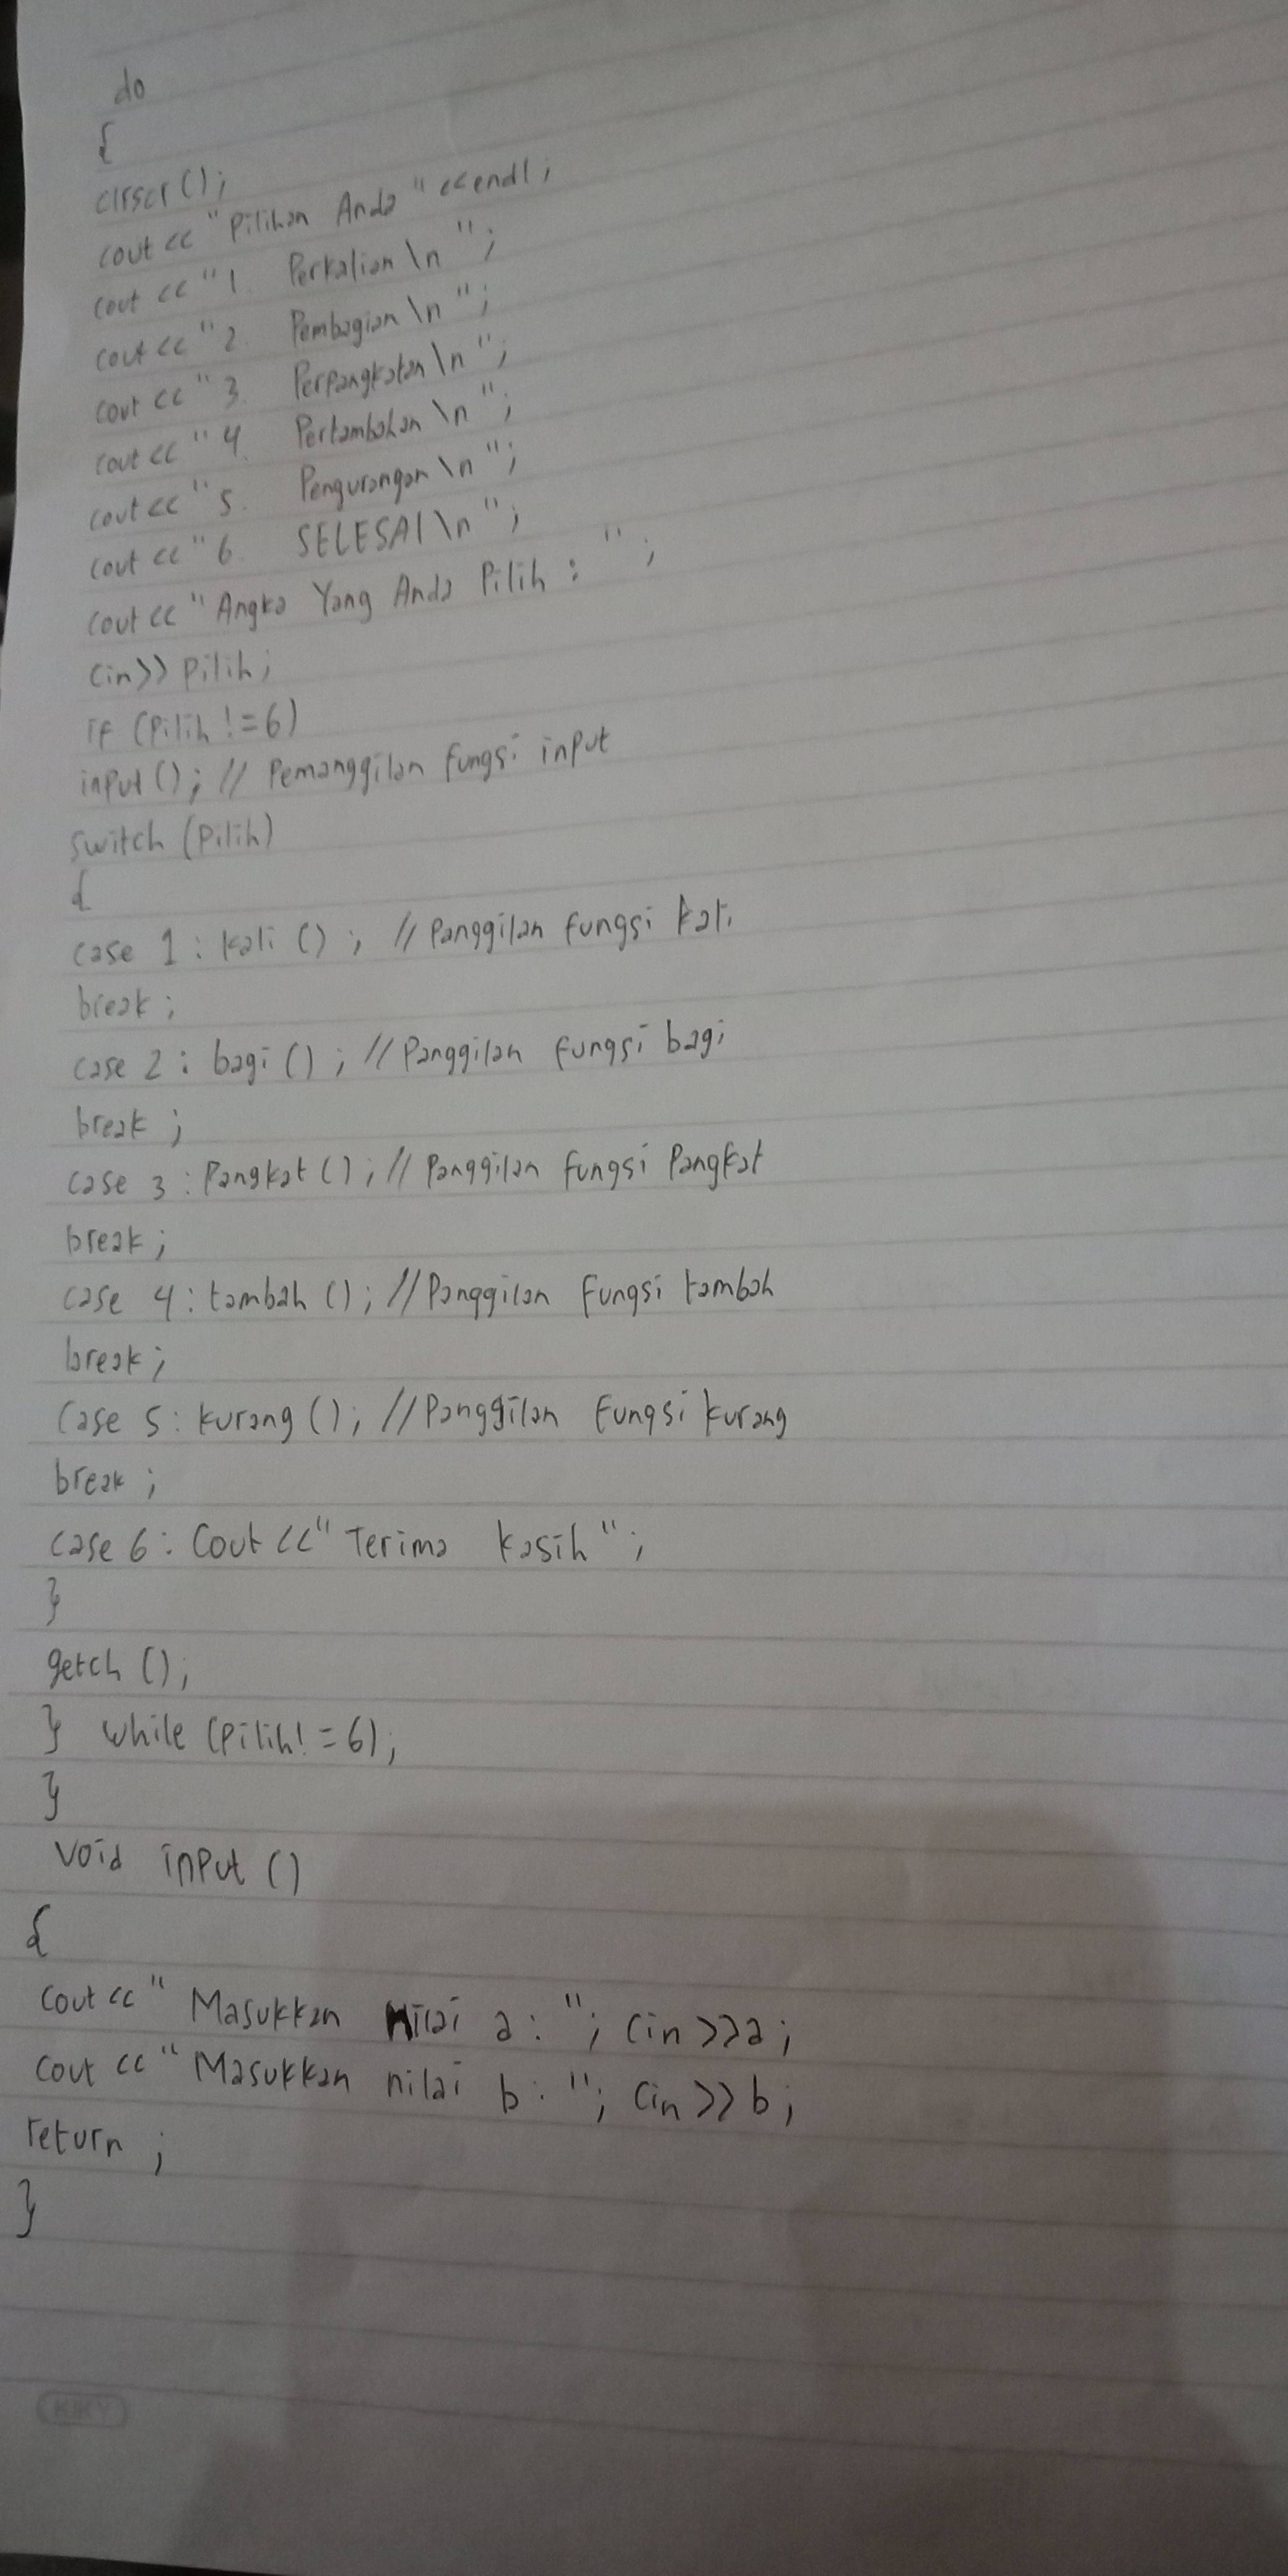 do
{
clrscr();
cout << "Pilihan Anda" <<endl;
cout << "1. Perkalian \n ";
cout << "2. Pembagian \n ";
cout << "3. Perpangkatan \n ";
cout << "4. Pertambahan \n ";
cout << "5. Pengurangan \n ";
cout << "6. SELESAI \n ";
cout << "Angka Yang Anda Pilih : ";
cin>> Pilih;
if (Pilih !=6)
input(); // Pemanggilan fungsi input
switch (Pilih)
{
case 1 : kali () ; // Panggilan fungsi kali
break ;
case 2 : bagi () ; // Panggilan fungsi bagi
break ;
case 3 : Pangkat () ; // Panggilan fungsi Pangkat
break ;
case 4 : tambah () ; // Panggilan Fungsi tambah
break ;
Case 5 : kurang () ; // Panggilan Fungsi kurang
break ;
case 6 : Cout <<" Terima kasih " ;
}
getch () ;
} while (Pilih! = 6) ;
}
void input ()
{
Cout << " Masukkan nilai a : " ; Cin >>a ;
Cout << " Masukkan nilai b : " ; Cin >> b ;
return ;
}
KIKY